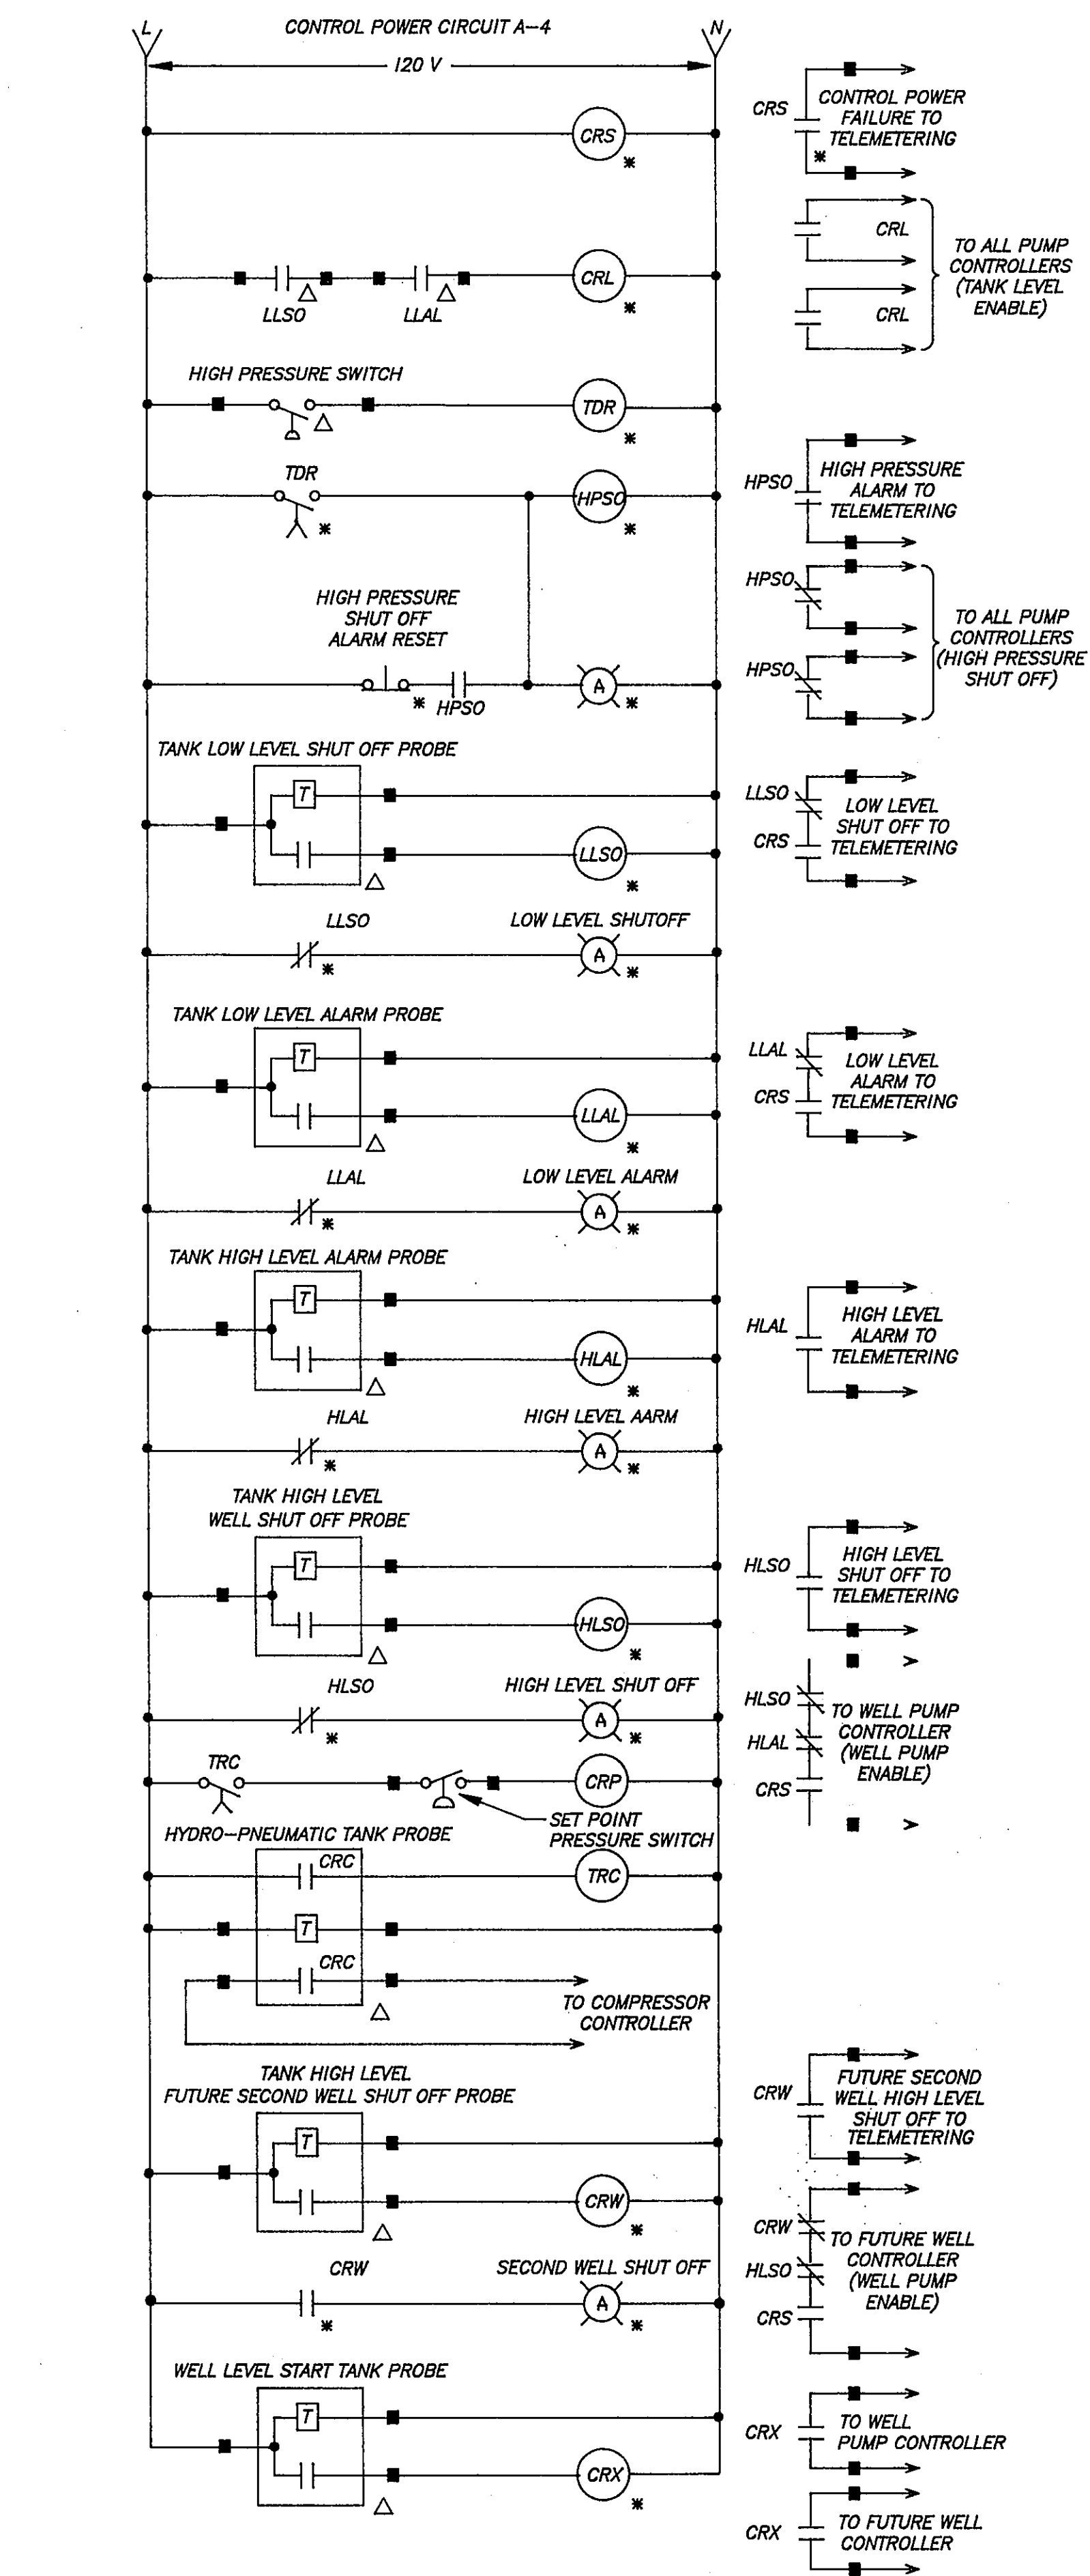 L
CONTROL POWER CIRCUIT A-4
N
120 V
CRS
*
CRS
CONTROL POWER
FAILURE TO
TELEMETERING
*
CRL
*
LLSO
LLAL
CRL
CRL
TO ALL PUMP
CONTROLLERS
(TANK LEVEL
ENABLE)
HIGH PRESSURE SWITCH
TDR
*
TDR
*
HPSO
*
HPSO
HIGH PRESSURE
ALARM TO
TELEMETERING
HIGH PRESSURE
SHUT OFF
ALARM RESET
*
HPSO
A
*
HPSO
HPSO
TO ALL PUMP
CONTROLLERS
(HIGH PRESSURE
SHUT OFF)
TANK LOW LEVEL SHUT OFF PROBE
T
LLSO
*
LLSO
CRS
LOW LEVEL
SHUT OFF TO
TELEMETERING
LLSO
*
LOW LEVEL SHUTOFF
A
*
TANK LOW LEVEL ALARM PROBE
T
LLAL
*
LLAL
CRS
LOW LEVEL
ALARM TO
TELEMETERING
LLAL
*
LOW LEVEL ALARM
A
*
TANK HIGH LEVEL ALARM PROBE
T
HLAL
*
HLAL
HIGH LEVEL
ALARM TO
TELEMETERING
HLAL
*
HIGH LEVEL AARM
A
*
TANK HIGH LEVEL
WELL SHUT OFF PROBE
T
HLSO
*
HLSO
HIGH LEVEL
SHUT OFF TO
TELEMETERING
HLSO
*
HIGH LEVEL SHUT OFF
A
*
HLSO
HLAL
CRS
TO WELL PUMP
CONTROLLER
(WELL PUMP
ENABLE)
TRC
CRP
SET POINT
PRESSURE SWITCH
HYDRO-PNEUMATIC TANK PROBE
CRC
TRC
T
CRC
TO COMPRESSOR
CONTROLLER
TANK HIGH LEVEL
FUTURE SECOND WELL SHUT OFF PROBE
T
CRW
*
CRW
FUTURE SECOND
WELL HIGH LEVEL
SHUT OFF TO
TELEMETERING
CRW
*
SECOND WELL SHUT OFF
A
*
CRW
HLSO
CRS
TO FUTURE WELL
CONTROLLER
(WELL PUMP
ENABLE)
WELL LEVEL START TANK PROBE
T
CRX
*
CRX
TO WELL
PUMP CONTROLLER
CRX
TO FUTURE WELL
CONTROLLER